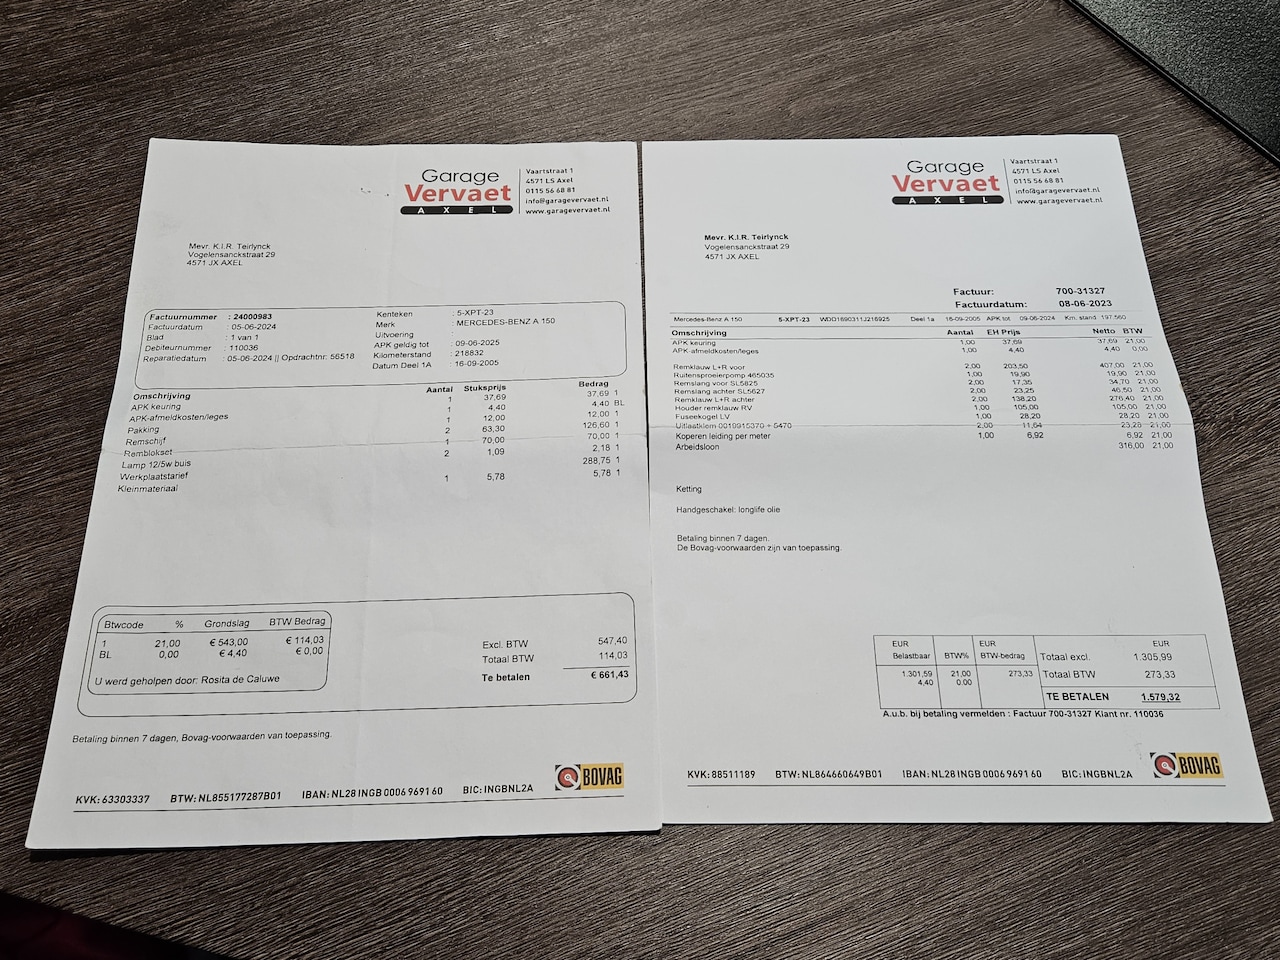 Garage
Vervaet
AXEL
Vaartstraat 1
4571 LS Axel
0115 56 68 81
info@garagevervaet.nl
www.garagevervaet.nl
Mevr. K.I.R. Teirlynck
Vogelensanckstraat 29
4571 JX AXEL
Factuurnummer : 24000983
Factuurdatum : 05-06-2024
Blad : 1 van 1
Debiteurnummer : 110036
Reparatiedatum : 05-06-2024 || Opdrachtnr: 56518
Kenteken : 5-XPT-23
Merk : MERCEDES-BENZ A 150
Uitvoering :
APK geldig tot : 09-06-2025
Kilometerstand : 218832
Datum Deel 1A : 16-09-2005
Omschrijving Aantal Stuksprijs Bedrag
APK keuring 1 37,69 37,69 1
APK-afmeldkosten/leges 1 4,40 4,40 BL
Pakking 1 12,00 12,00 1
Remschijf 2 63,30 126,60 1
Remblokset 1 70,00 70,00 1
Lamp 12/5w buis 2 1,09 2,18 1
Werkplaatstarief 288,75 1
Kleinmateriaal 1 5,78 5,78 1
Btwcode % Grondslag BTW Bedrag
1 21,00 € 543,00 € 114,03
BL 0,00 € 4,40 € 0,00
U werd geholpen door: Rosita de Caluwe
Excl. BTW 547,40
Totaal BTW 114,03
Te betalen € 661,43
Betaling binnen 7 dagen, Bovag-voorwaarden van toepassing.
BOVAG
KVK: 63303337 BTW: NL855177287B01 IBAN: NL28 INGB 0006 9691 60 BIC: INGBNL2A
Garage
Vervaet
AXEL
Vaartstraat 1
4571 LS Axel
0115 56 68 81
info@garagevervaet.nl
www.garagevervaet.nl
Mevr. K.I.R. Teirlynck
Vogelensanckstraat 29
4571 JX AXEL
Factuur: 700-31327
Factuurdatum: 08-06-2023
Mercedes-Benz A 150 5-XPT-23 WDD1690311J216925 Deel 1a 16-09-2005 APK tot. 09-06-2024 Km. stand 197.560
Omschrijving Aantal EH Prijs Netto BTW
APK keuring 1,00 37,69 37,69 21,00
APK-afmeldkosten/leges 1,00 4,40 4,40 0,00
Remklauw L+R voor 2,00 203,50 407,00 21,00
Ruitensproeierpomp 465035 1,00 19,90 19,90 21,00
Remslang voor SL5825 2,00 17,35 34,70 21,00
Remslang achter SL5627 2,00 23,25 46,50 21,00
Remklauw L+R achter 2,00 138,20 276,40 21,00
Houder remklauw RV 1,00 105,00 105,00 21,00
Fuseekogel LV 1,00 28,20 28,20 21,00
Uitlaatklem 0019915370 + 5470 2,00 11,64 23,28 21,00
Koperen leiding per meter 1,00 6,92 6,92 21,00
Arbeidsloon 316,00 21,00
Ketting
Handgeschakel: longlife olie
Betaling binnen 7 dagen.
De Bovag-voorwaarden zijn van toepassing.
EUR EUR EUR
Belastbaar BTW% BTW-bedrag Totaal excl. 1.305,99
1.301,59 21,00 273,33 Totaal BTW 273,33
4,40 0.00
TE BETALEN 1.579,32
A.u.b. bij betaling vermelden : Factuur 700-31327 Klant nr. 110036
BOVAG
KVK: 88511189 BTW: NL864660649B01 IBAN: NL28 INGB 0006 9691 60 BIC: INGBNL2A